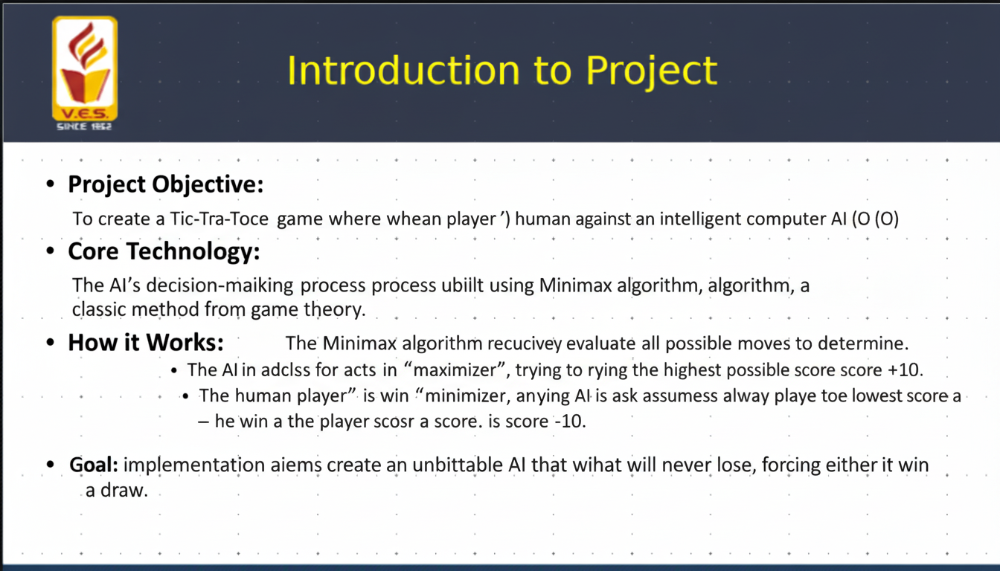 V.E.S.
SINCE 1962
Introduction to Project
• Project Objective:
To create a Tic-Tra-Toce game where whean player ’) human against an intelligent computer AI (O (O)
• Core Technology:
The AI’s decision-maiking process process ubiilt using Minimax algorithm, algorithm, a
classic method from game theory.
• How it Works: The Minimax algorithm recucivey evaluate all possible moves to determine.
• The AI in adclss for acts in “maximizer”, trying to rying the highest possible score score +10.
• The human player” is win “minimizer, anying AI is ask assumess alway playe toe lowest score a
– he win a the player scosr a score. is score -10.
• Goal: implementation aiems create an unbittable AI that wihat will never lose, forcing either it win
a draw.